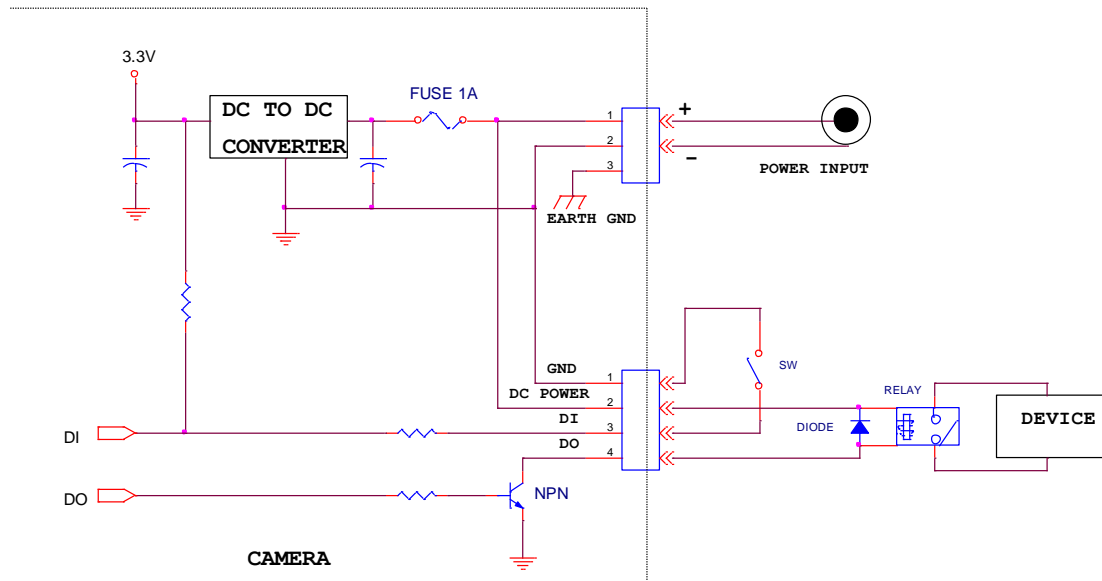 3.3V
FUSE 1A
DC TO DC
CONVERTER
1
2
3
+
-
POWER INPUT
EARTH GND
GND
DC POWER
DI
DO
1
2
3
4
SW
RELAY
DIODE
DEVICE
DI
DO
NPN
CAMERA